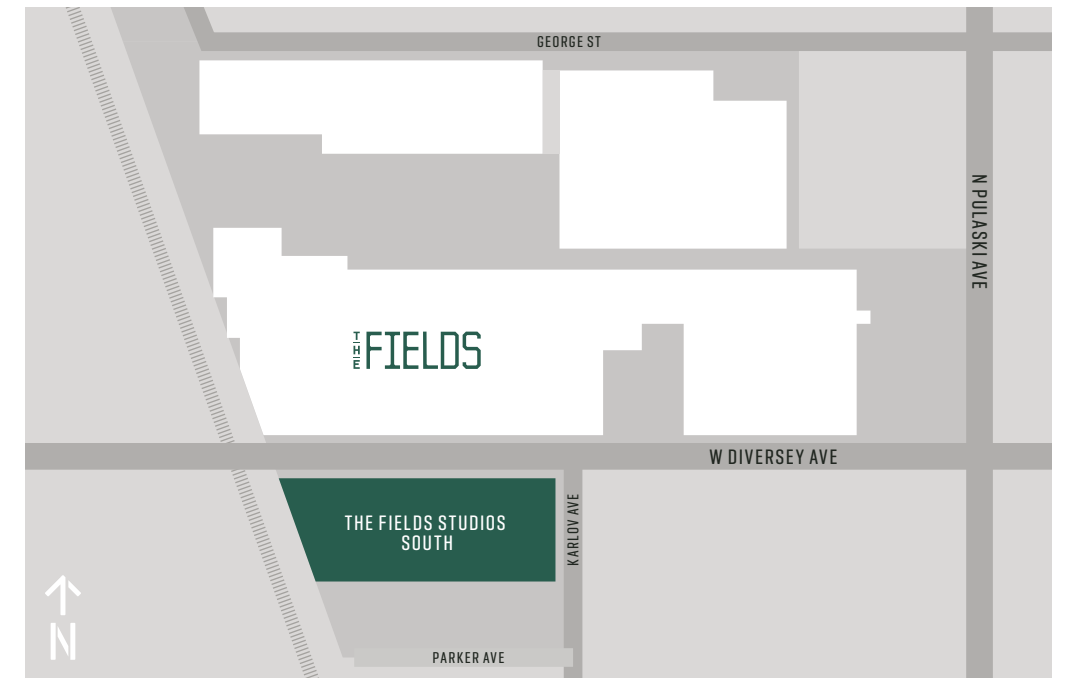 GEORGE ST
N PULASKI AVE
THE FIELDS
W DIVERSEY AVE
THE FIELDS STUDIOS
SOUTH
KARLOV AVE
PARKER AVE
N